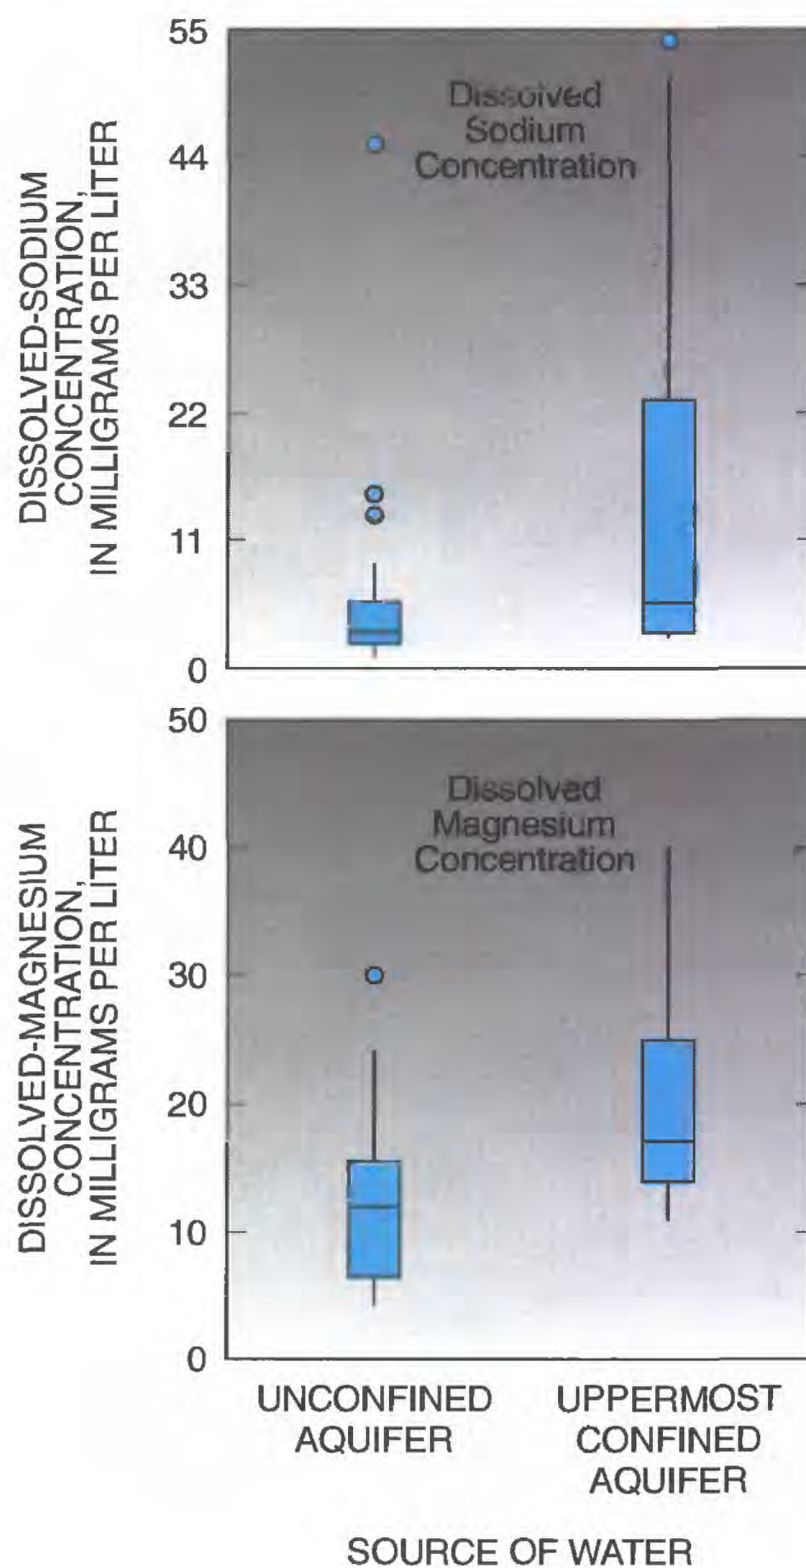 DISSOLVED-SODIUM
CONCENTRATION,
IN MILLIGRAMS PER LITER
55
44
33
22
11
0
Dissolved
Sodium
Concentration
DISSOLVED-MAGNESIUM
CONCENTRATION,
IN MILLIGRAMS PER LITER
50
40
30
20
10
0
Dissolved
Magnesium
Concentration
UNCONFINED
AQUIFER
UPPERMOST
CONFINED
AQUIFER
SOURCE OF WATER